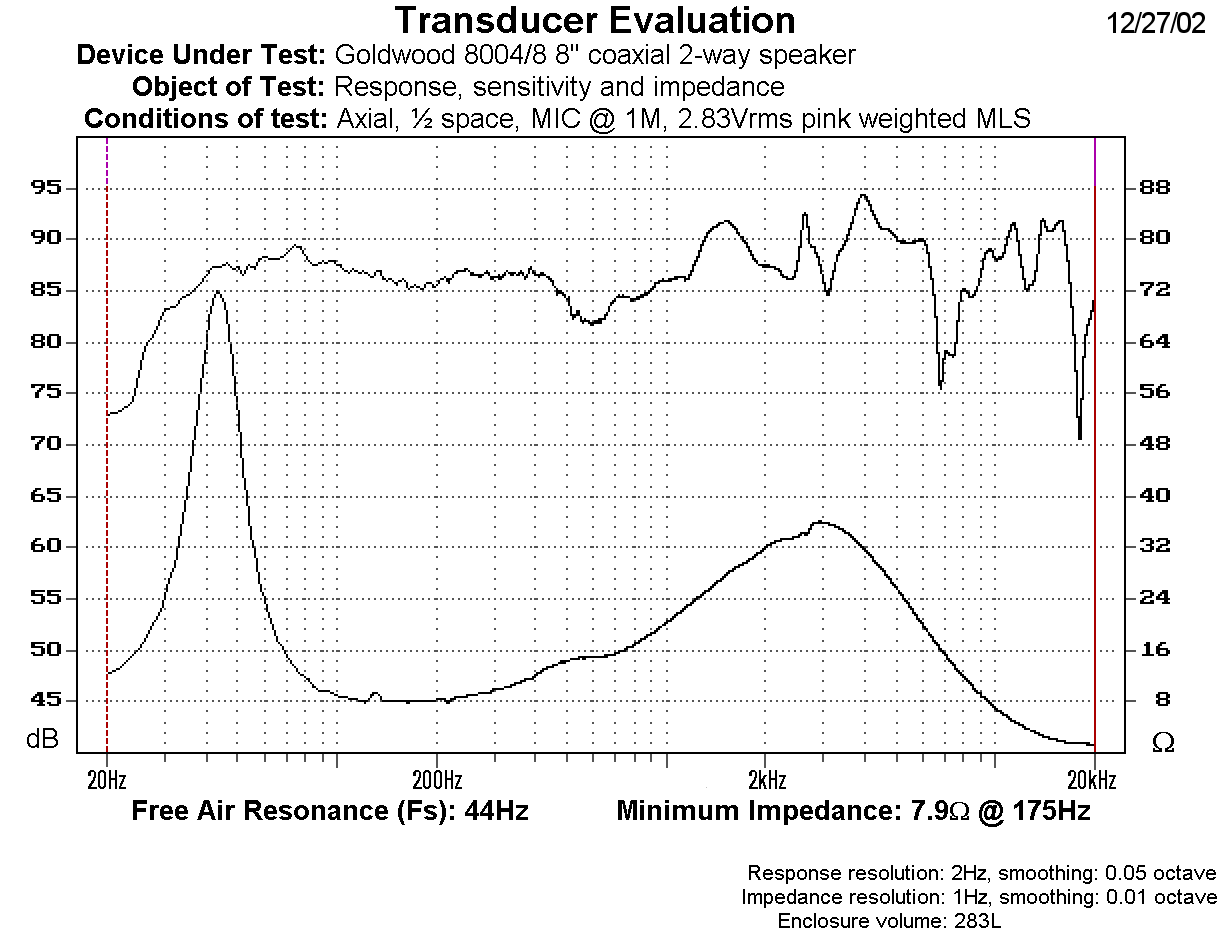 Transducer Evaluation 12/27/02
Device Under Test: Goldwood 8004/8 8" coaxial 2-way speaker
Object of Test: Response, sensitivity and impedance
Conditions of test: Axial, ½ space, MIC @ 1M, 2.83Vrms pink weighted MLS
95 88
90 80
85 72
80 64
75 56
70 48
65 40
60 32
55 24
50 16
45 8
dB Ω
20Hz 200Hz 2kHz 20kHz
Free Air Resonance (Fs): 44Hz Minimum Impedance: 7.9Ω @ 175Hz
Response resolution: 2Hz, smoothing: 0.05 octave
Impedance resolution: 1Hz, smoothing: 0.01 octave
Enclosure volume: 283L